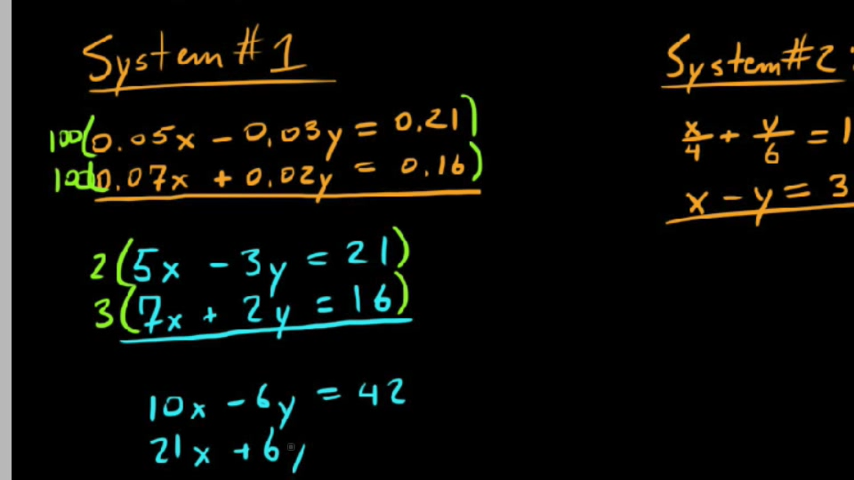 System #1
100(0.05x - 0.03y = 0.21)
100(0.07x + 0.02y = 0.16)
2(5x - 3y = 21)
3(7x + 2y = 16)
10x - 6y = 42
21x + 6y
System #2:
x/4 + y/6 = 1
x - y = 3